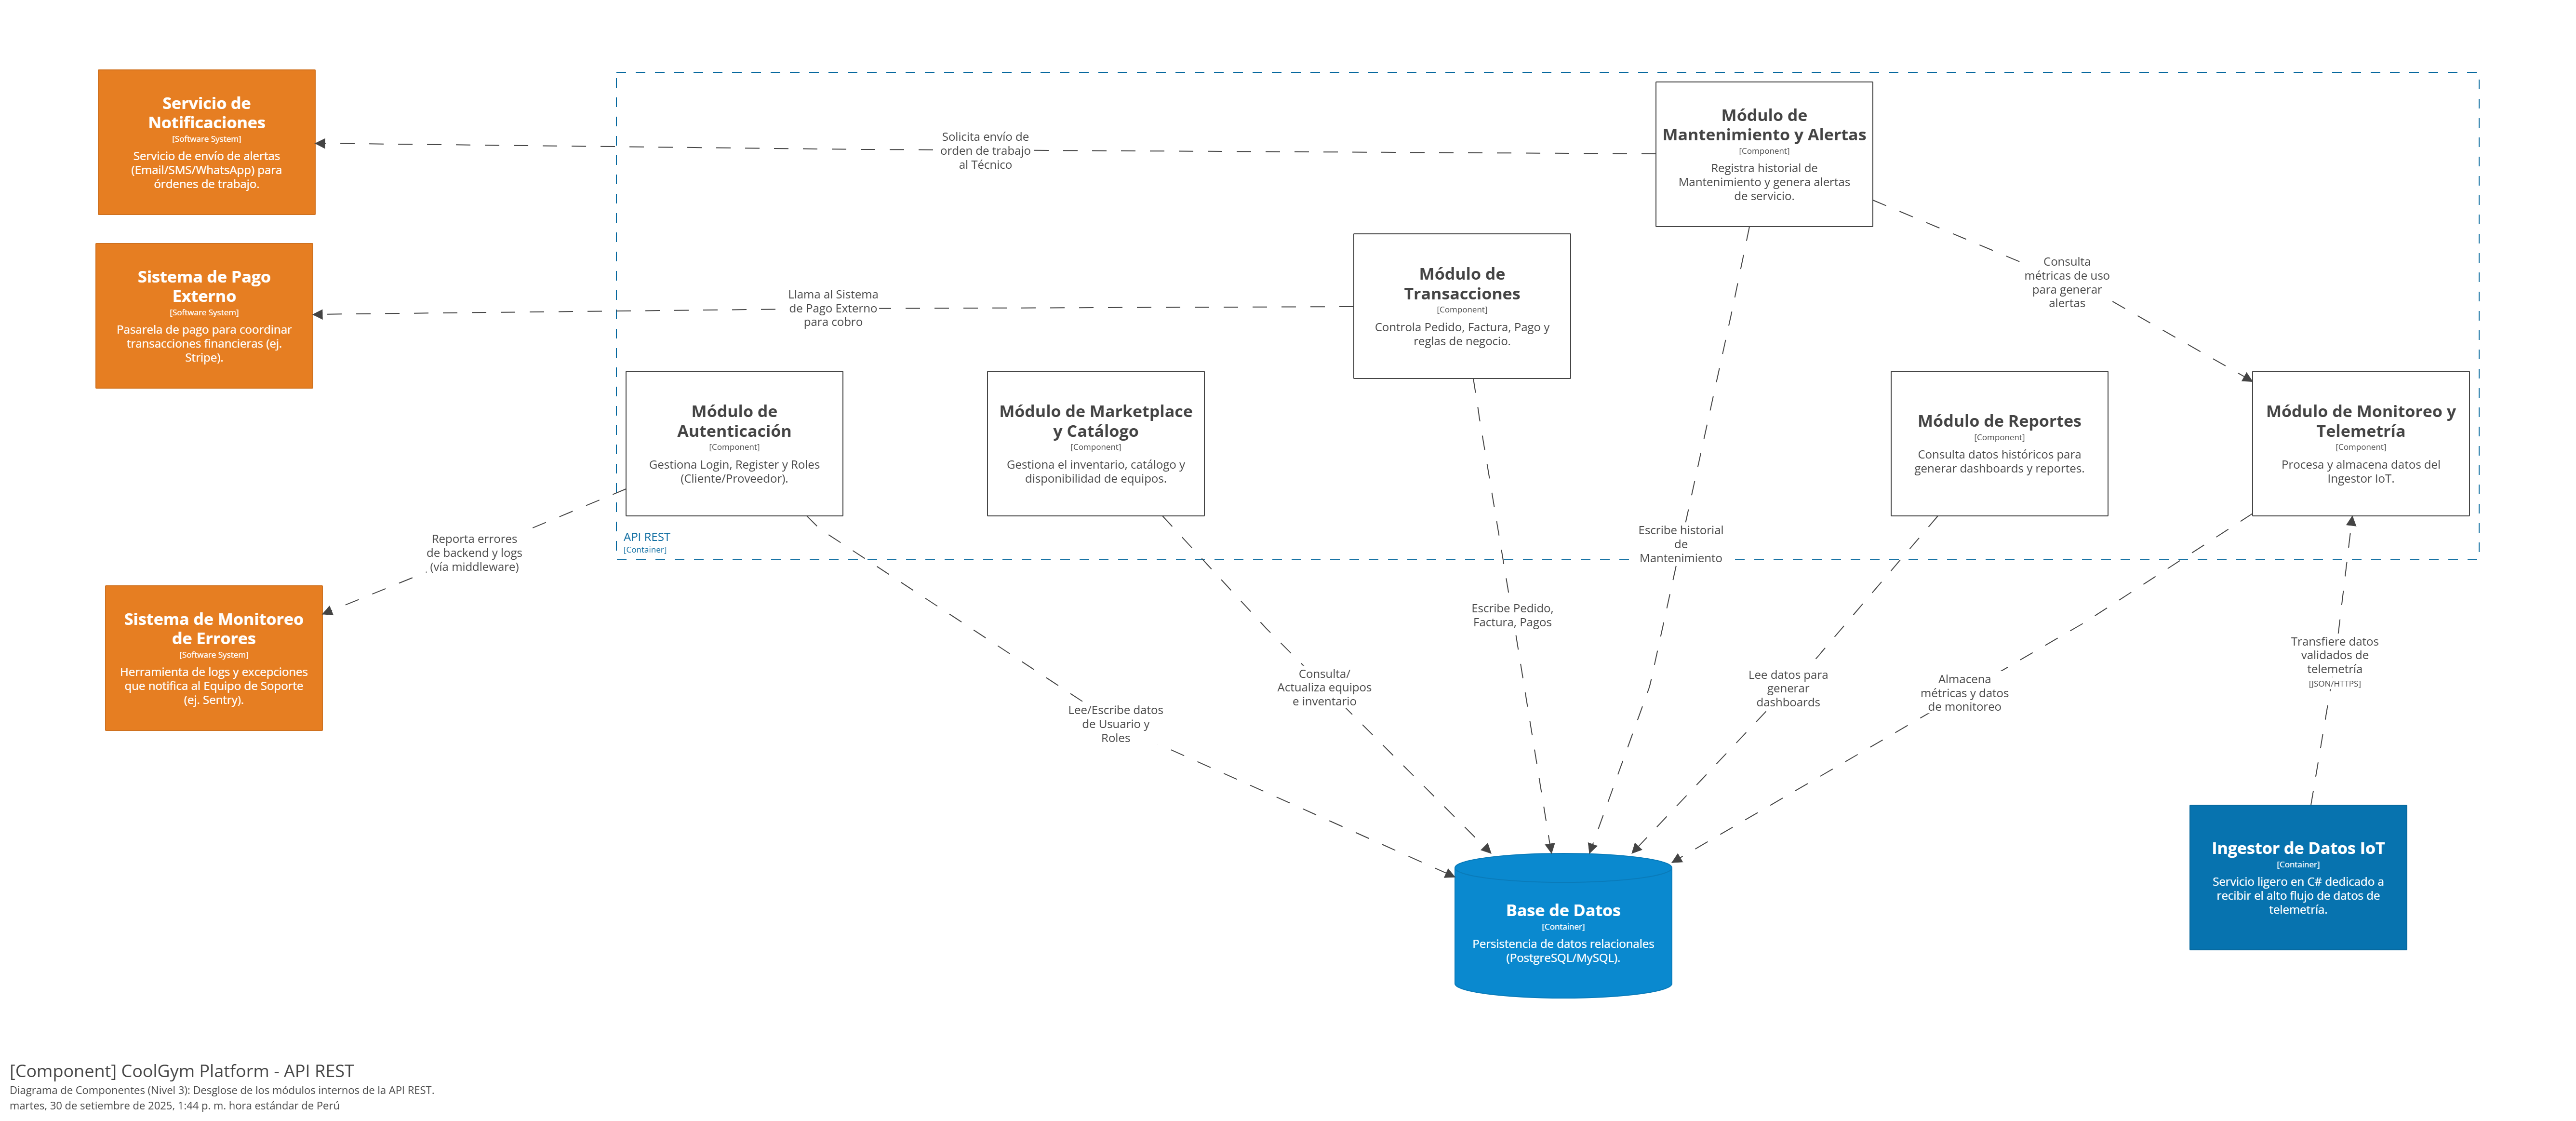 Servicio de
Notificaciones
[Software System]
Servicio de envío de alertas
(Email/SMS/WhatsApp) para
órdenes de trabajo.
Solicita envío de
orden de trabajo
al Técnico
Módulo de
Mantenimiento y Alertas
[Component]
Registra historial de
Mantenimiento y genera alertas
de servicio.
Sistema de Pago
Externo
[Software System]
Pasarela de pago para coordinar
transacciones financieras (ej.
Stripe).
Llama al Sistema
de Pago Externo
para cobro
Módulo de
Transacciones
[Component]
Controla Pedido, Factura, Pago y
reglas de negocio.
Consulta
métricas de uso
para generar
alertas
Módulo de
Autenticación
[Component]
Gestiona Login, Register y Roles
(Cliente/Proveedor).
Módulo de Marketplace
y Catálogo
[Component]
Gestiona el inventario, catálogo y
disponibilidad de equipos.
Módulo de Reportes
[Component]
Consulta datos históricos para
generar dashboards y reportes.
Módulo de Monitoreo y
Telemetría
[Component]
Procesa y almacena datos del
Ingestor IoT.
API REST
[Container]
Reporta errores
de backend y logs
(vía middleware)
Escribe historial
de
Mantenimiento
Sistema de Monitoreo
de Errores
[Software System]
Herramienta de logs y excepciones
que notifica al Equipo de Soporte
(ej. Sentry).
Escribe Pedido,
Factura, Pagos
Transfiere datos
validados de
telemetría
[JSON/HTTPS]
Lee/Escribe datos
de Usuario y
Roles
Consulta/
Actualiza equipos
e inventario
Lee datos para
generar
dashboards
Almacena
métricas y datos
de monitoreo
Base de Datos
[Container]
Persistencia de datos relacionales
(PostgreSQL/MySQL).
Ingestor de Datos IoT
[Container]
Servicio ligero en C# dedicado a
recibir el alto flujo de datos de
telemetría.
[Component] CoolGym Platform - API REST
Diagrama de Componentes (Nivel 3): Desglose de los módulos internos de la API REST.
martes, 30 de setiembre de 2025, 1:44 p. m. hora estándar de Perú